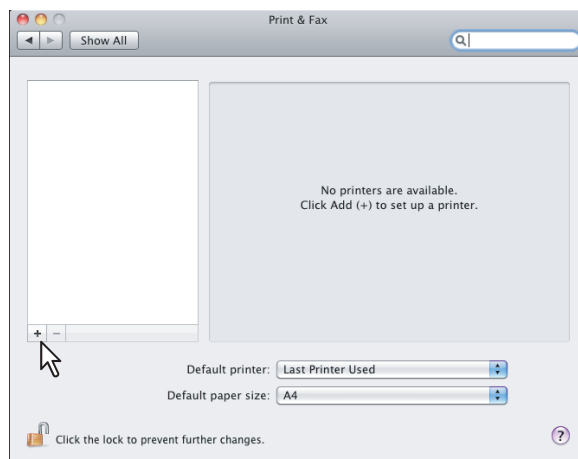 Print & Fax
Show All
No printers are available.
Click Add (+) to set up a printer.
+ −
Default printer: Last Printer Used
Default paper size: A4
Click the lock to prevent further changes.
?